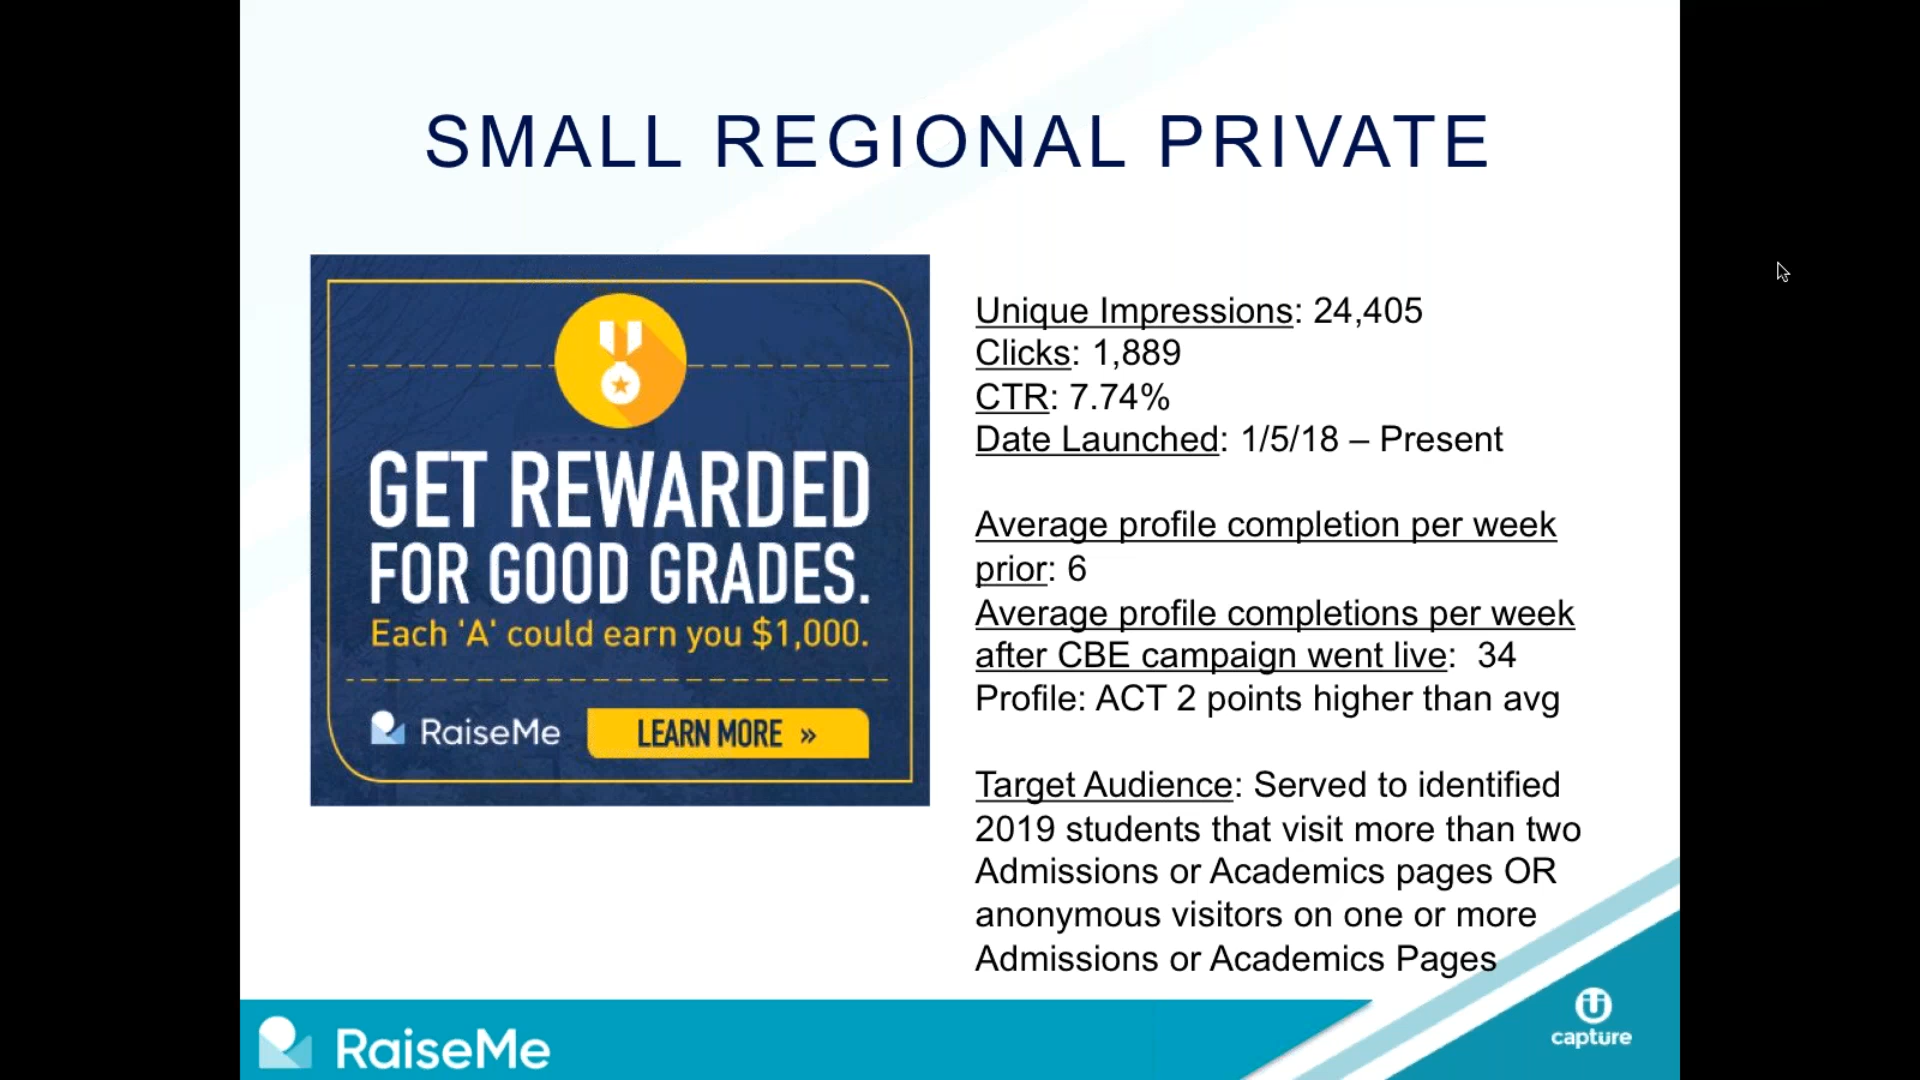 SMALL REGIONAL PRIVATE
GET REWARDED
FOR GOOD GRADES.
Each 'A' could earn you $1,000.
RaiseMe
LEARN MORE »
Unique Impressions: 24,405
Clicks: 1,889
CTR: 7.74%
Date Launched: 1/5/18 – Present
Average profile completion per week
prior: 6
Average profile completions per week
after CBE campaign went live: 34
Profile: ACT 2 points higher than avg
Target Audience: Served to identified
2019 students that visit more than two
Admissions or Academics pages OR
anonymous visitors on one or more
Admissions or Academics Pages
RaiseMe
capture